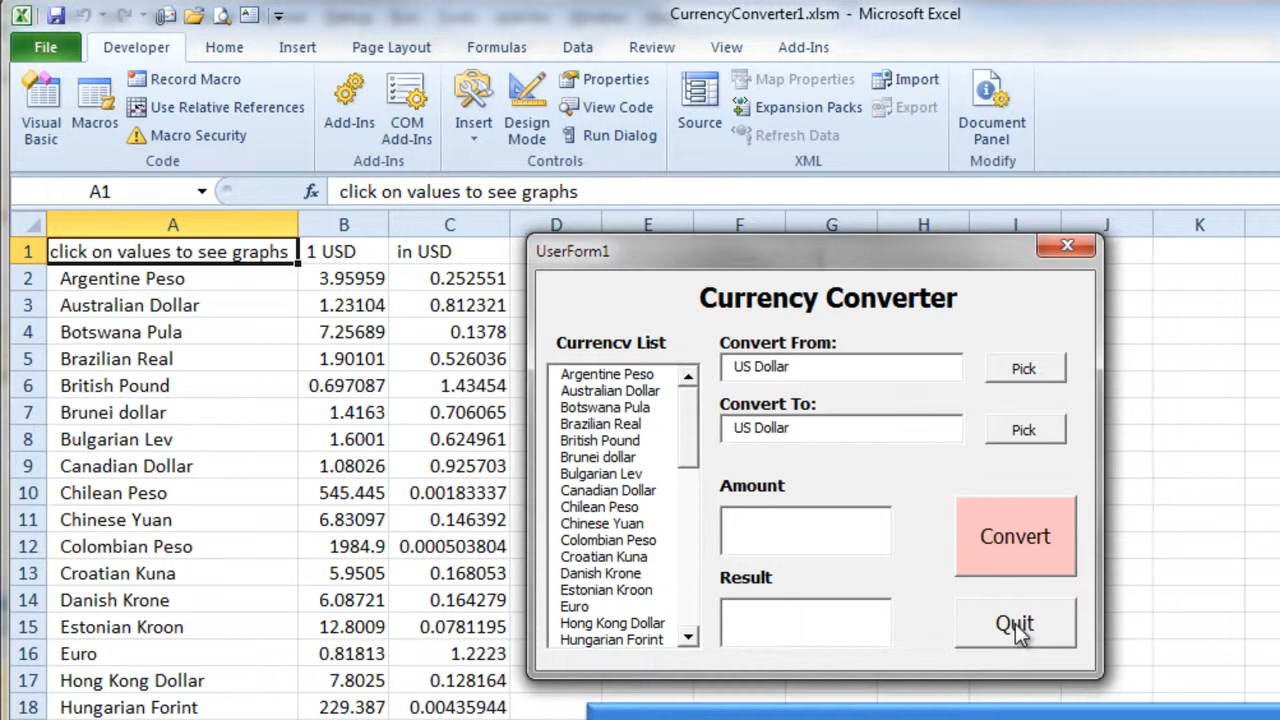 CurrencyConverter1.xlsm - Microsoft Excel
File Developer Home Insert Page Layout Formulas Data Review View Add-Ins
Visual Basic
Macros
Record Macro
Use Relative References
Macro Security
Code
Add-Ins
COM Add-Ins
Add-Ins
Insert
Design Mode
Properties
View Code
Run Dialog
Controls
Source
Map Properties
Expansion Packs
Refresh Data
Import
Export
XML
Document Panel
Modify
A1 fx click on values to see graphs
A B C D E F G H I J K
1 click on values to see graphs 1 USD in USD
2 Argentine Peso 3.95959 0.252551
3 Australian Dollar 1.23104 0.812321
4 Botswana Pula 7.25689 0.1378
5 Brazilian Real 1.90101 0.526036
6 British Pound 0.697087 1.43454
7 Brunei dollar 1.4163 0.706065
8 Bulgarian Lev 1.6001 0.624961
9 Canadian Dollar 1.08026 0.925703
10 Chilean Peso 545.445 0.00183337
11 Chinese Yuan 6.83097 0.146392
12 Colombian Peso 1984.9 0.000503804
13 Croatian Kuna 5.9505 0.168053
14 Danish Krone 6.08721 0.164279
15 Estonian Kroon 12.8009 0.0781195
16 Euro 0.81813 1.2223
17 Hong Kong Dollar 7.8025 0.128164
18 Hungarian Forint 229.387 0.00435944
UserForm1
Currency Converter
Currency List
Argentine Peso
Australian Dollar
Botswana Pula
Brazilian Real
British Pound
Brunei dollar
Bulgarian Lev
Canadian Dollar
Chilean Peso
Chinese Yuan
Colombian Peso
Croatian Kuna
Danish Krone
Estonian Kroon
Euro
Hong Kong Dollar
Hungarian Forint
Convert From:
US Dollar Pick
Convert To:
US Dollar Pick
Amount
Convert
Result
Quit